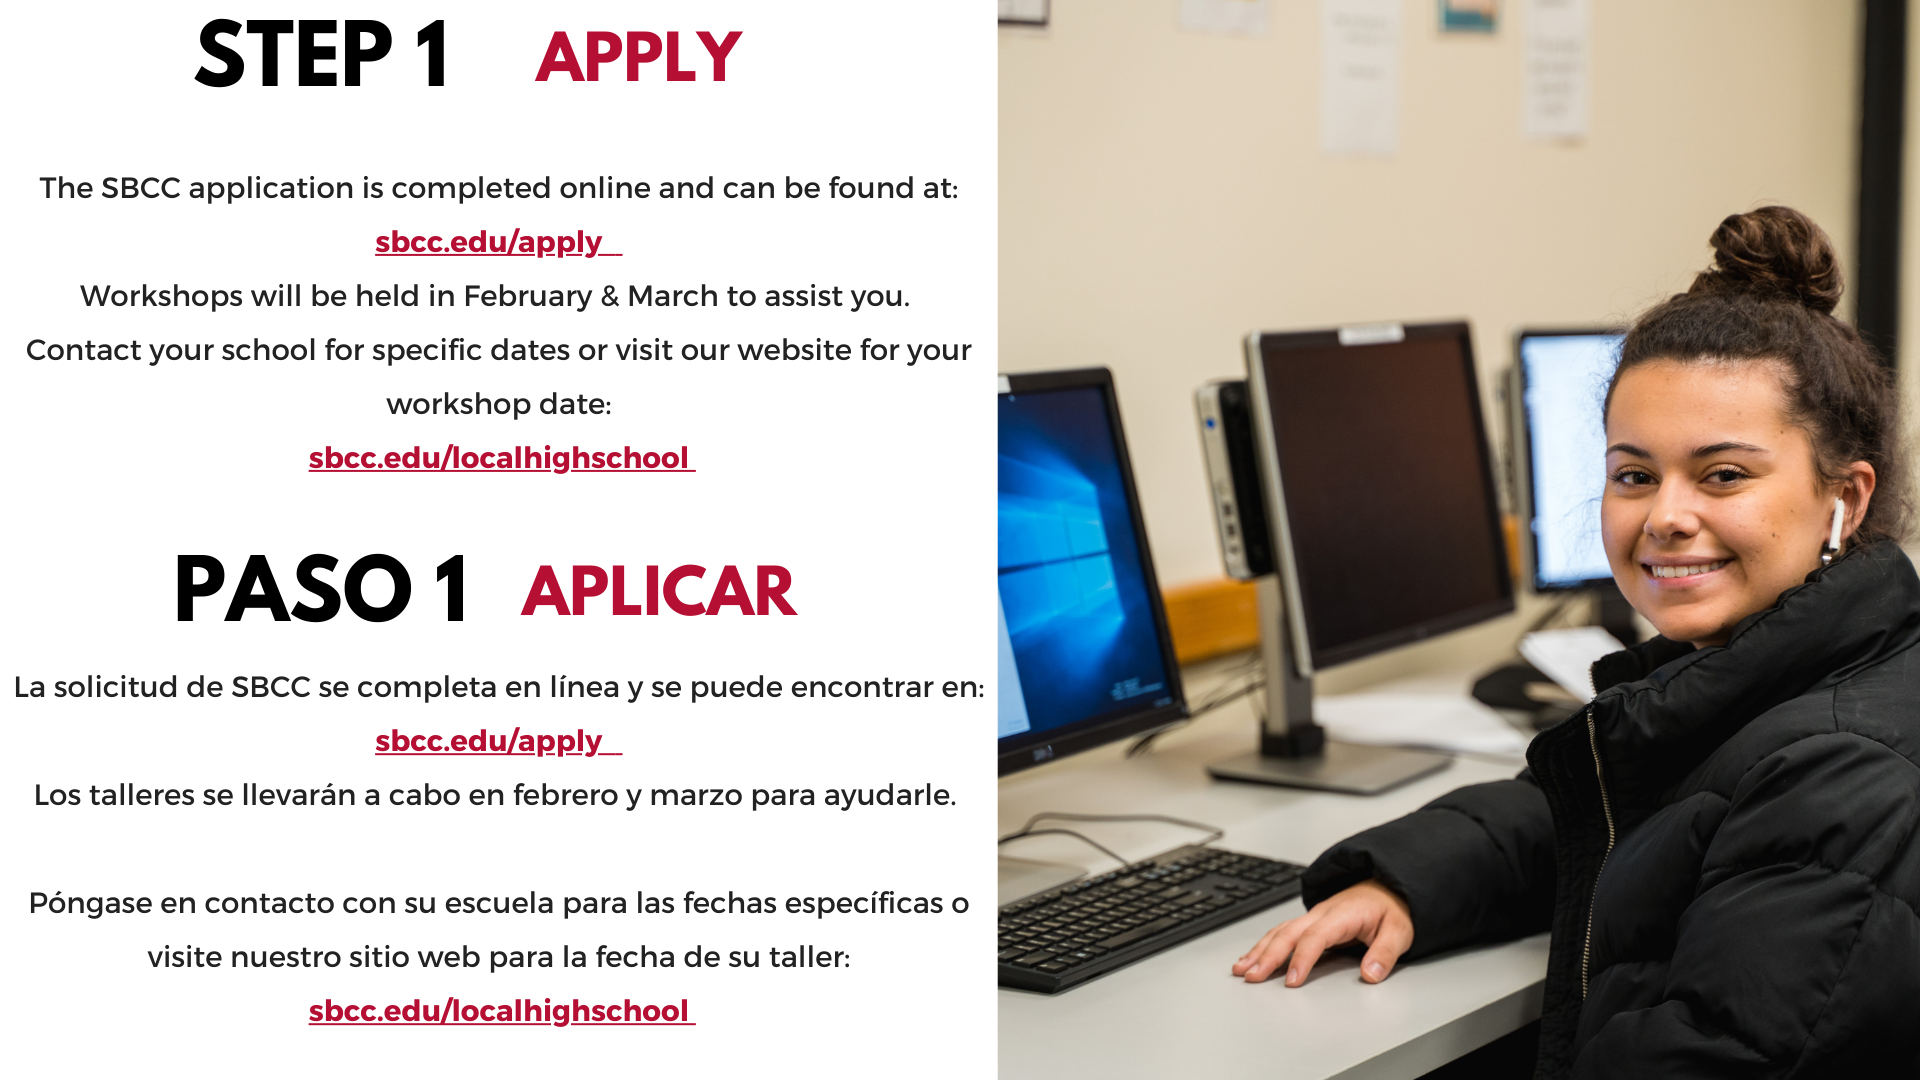 STEP 1 APPLY
The SBCC application is completed online and can be found at:
sbcc.edu/apply
Workshops will be held in February & March to assist you.
Contact your school for specific dates or visit our website for your
workshop date:
sbcc.edu/localhighschool
PASO 1 APLICAR
La solicitud de SBCC se completa en línea y se puede encontrar en:
sbcc.edu/apply
Los talleres se llevarán a cabo en febrero y marzo para ayudarle.
Póngase en contacto con su escuela para las fechas específicas o
visite nuestro sitio web para la fecha de su taller:
sbcc.edu/localhighschool